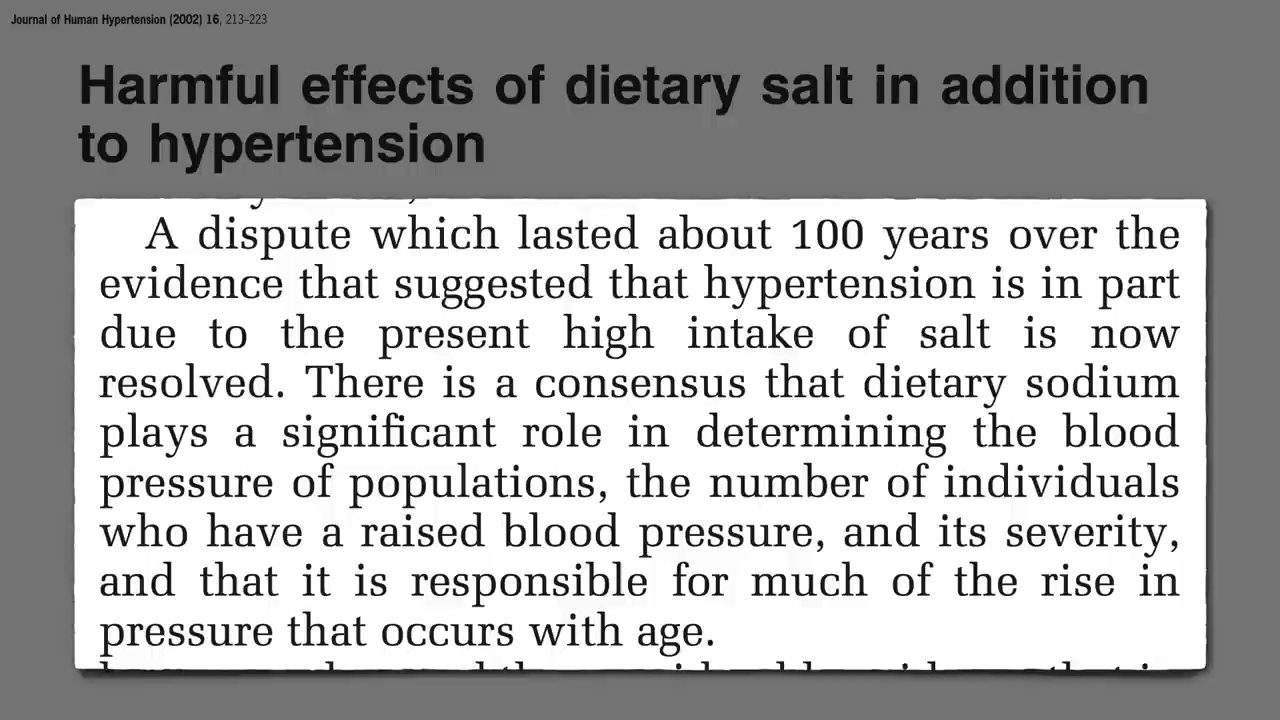 Journal of Human Hypertension (2002) 16, 213–223
Harmful effects of dietary salt in addition
to hypertension
A dispute which lasted about 100 years over the
evidence that suggested that hypertension is in part
due to the present high intake of salt is now
resolved. There is a consensus that dietary sodium
plays a significant role in determining the blood
pressure of populations, the number of individuals
who have a raised blood pressure, and its severity,
and that it is responsible for much of the rise in
pressure that occurs with age.